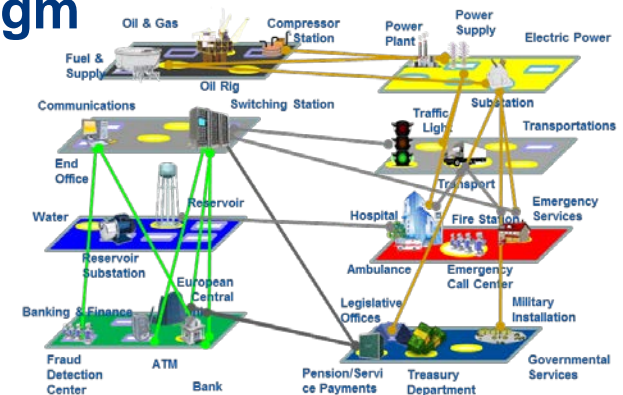 gm
Oil & Gas
Compressor
Station
Power
Plant
Power
Supply
Electric Power
Fuel &
Supply
Oil Rig
Substation
Communications
Switching Station
Traffic
Light
Transportations
End
Office
Transport
Reservoir
Water
Hospital
Fire Station
Emergency
Services
Reservoir
Substation
Ambulance
Emergency
Call Center
European
Central
Banking & Finance
Legislative
Offices
Military
Installation
Fraud
Detection
Center
ATM
Bank
Pension/Servi
ce Payments
Treasury
Department
Governmental
Services